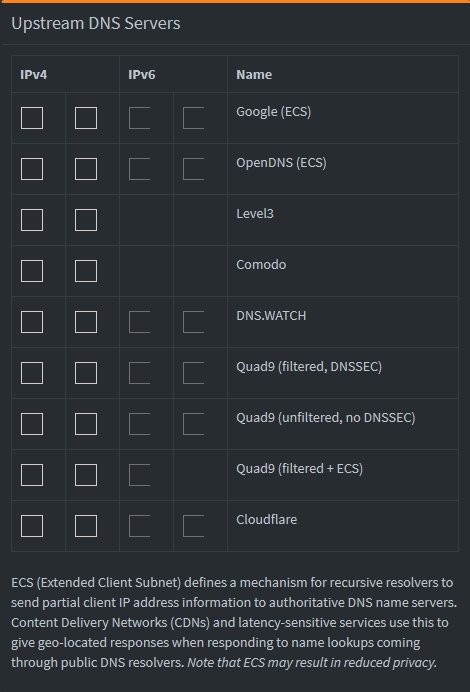 Upstream DNS Servers
IPv4 IPv6 Name
Google (ECS)
OpenDNS (ECS)
Level3
Comodo
DNS.WATCH
Quad9 (filtered, DNSSEC)
Quad9 (unfiltered, no DNSSEC)
Quad9 (filtered + ECS)
Cloudflare
ECS (Extended Client Subnet) defines a mechanism for recursive resolvers to
send partial client IP address information to authoritative DNS name servers.
Content Delivery Networks (CDNs) and latency-sensitive services use this to
give geo-located responses when responding to name lookups coming
through public DNS resolvers. Note that ECS may result in reduced privacy.